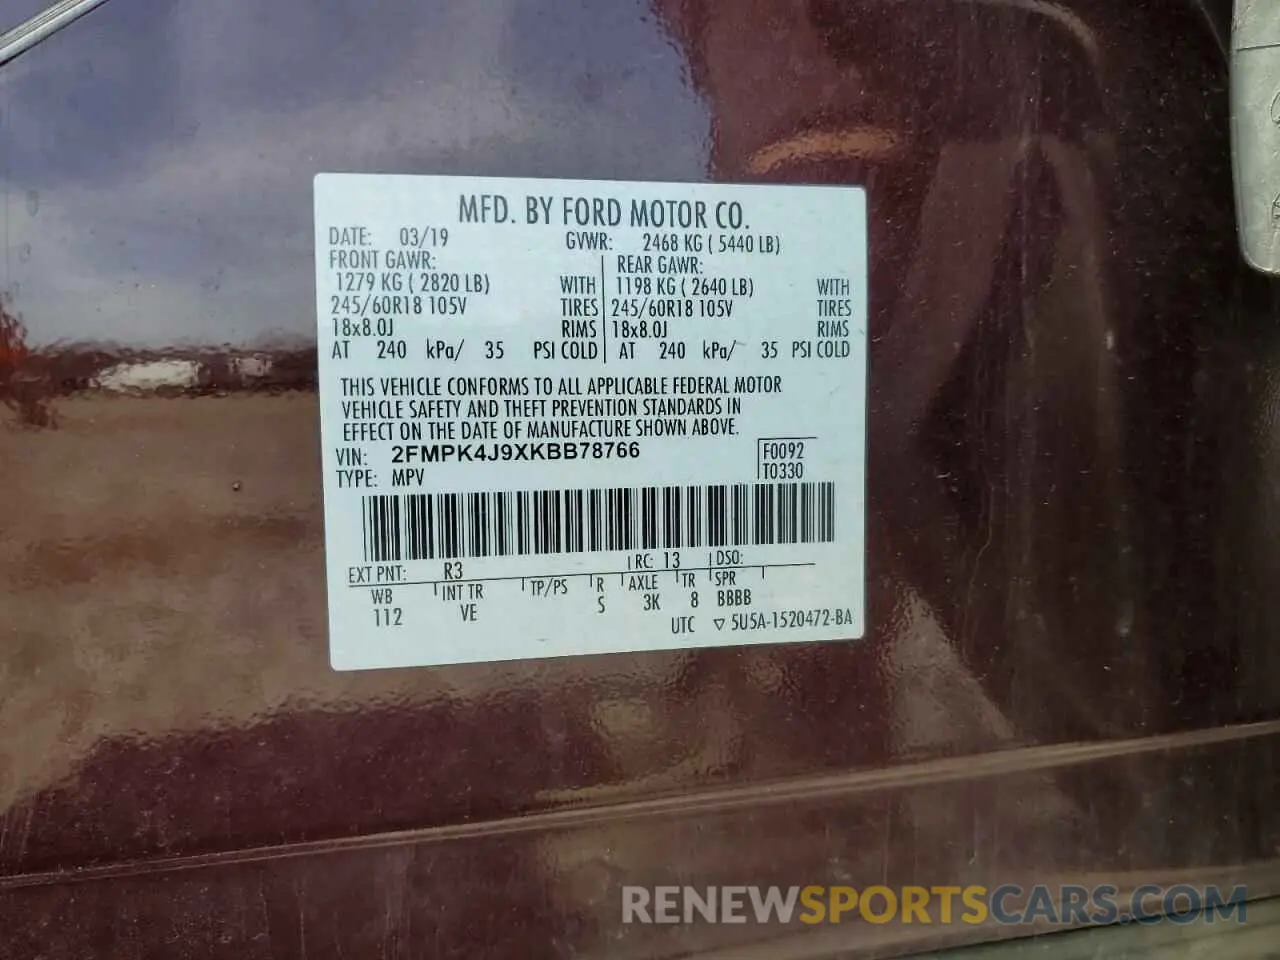 MFD. BY FORD MOTOR CO.
DATE: 03/19 GVWR: 2468 KG ( 5440 LB)
FRONT GAWR: REAR GAWR:
1279 KG ( 2820 LB) WITH 1198 KG ( 2640 LB) WITH
245/60R18 105V TIRES 245/60R18 105V TIRES
18x8.0J RIMS 18x8.0J RIMS
AT 240 kPa/ 35 PSI COLD AT 240 kPa/ 35 PSI COLD
THIS VEHICLE CONFORMS TO ALL APPLICABLE FEDERAL MOTOR
VEHICLE SAFETY AND THEFT PREVENTION STANDARDS IN
EFFECT ON THE DATE OF MANUFACTURE SHOWN ABOVE.
VIN: 2FMPK4J9XKBB78766 F0092
TYPE: MPV T0330
EXT PNT: R3 RC: 13 DSO:
WB INT TR TP/PS R AXLE TR SPR
112 VE S 3K 8 BBBB
UTC ▽ 5U5A-1520472-BA
RENEWSPORTSCARS.COM